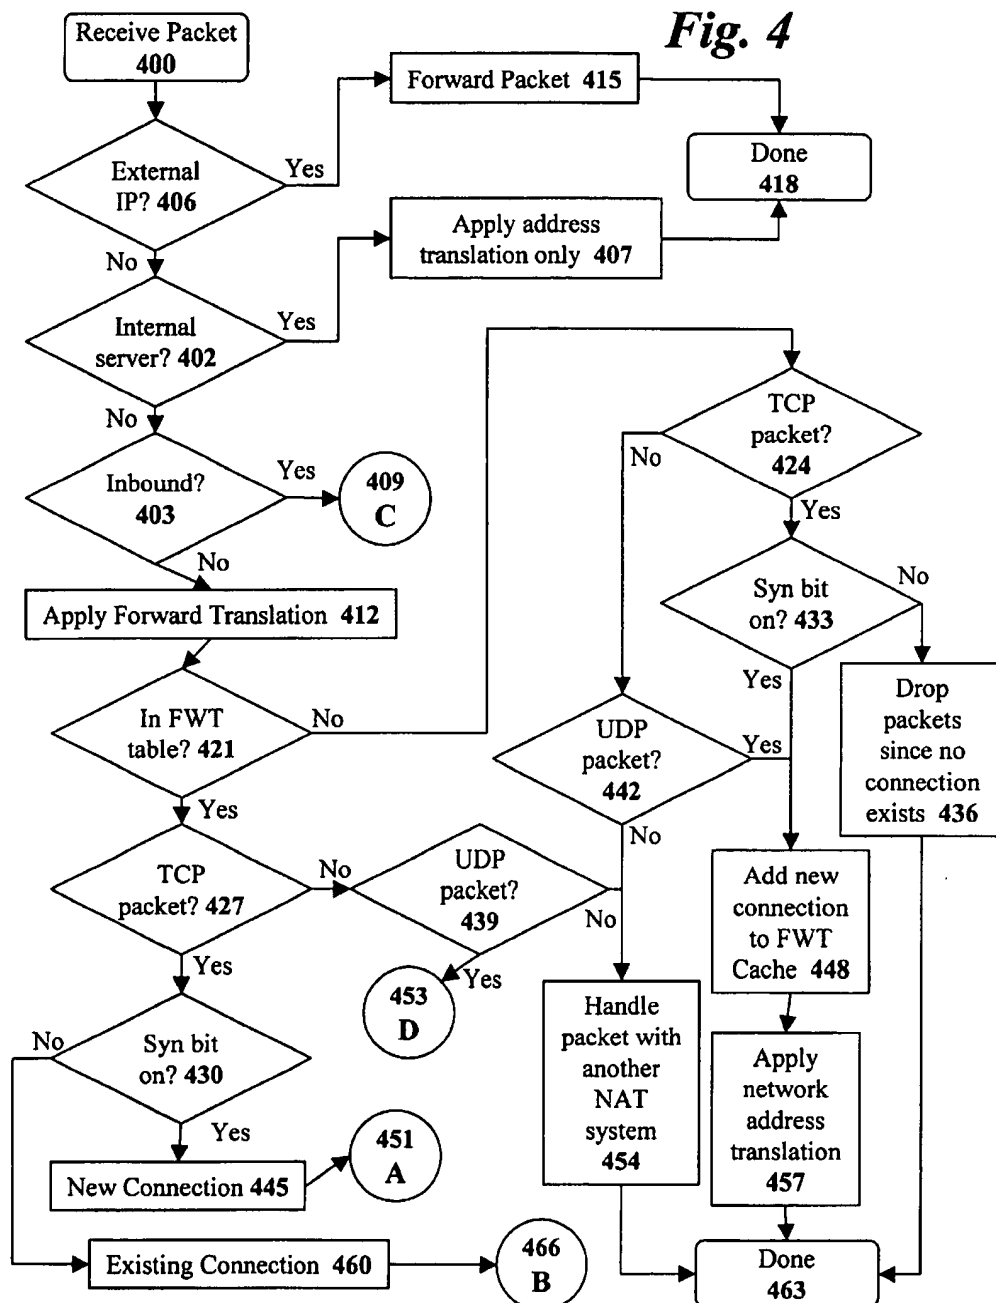 Fig. 4
Receive Packet
400
Forward Packet 415
External
IP? 406
Yes
No
Done
418
Apply address
translation only 407
Internal
server? 402
Yes
No
Inbound?
403
Yes
No
409
C
Apply Forward Translation 412
In FWT
table? 421
No
Yes
TCP
packet?
424
No
Yes
Syn bit
on? 433
No
Yes
Drop
packets
since no
connection
exists 436
UDP
packet?
442
Yes
No
TCP
packet? 427
No
Yes
UDP
packet?
439
No
Yes
453
D
Add new
connection
to FWT
Cache 448
Handle
packet with
another
NAT
system
454
Apply
network
address
translation
457
Syn bit
on? 430
No
Yes
New Connection 445
451
A
Existing Connection 460
466
B
Done
463